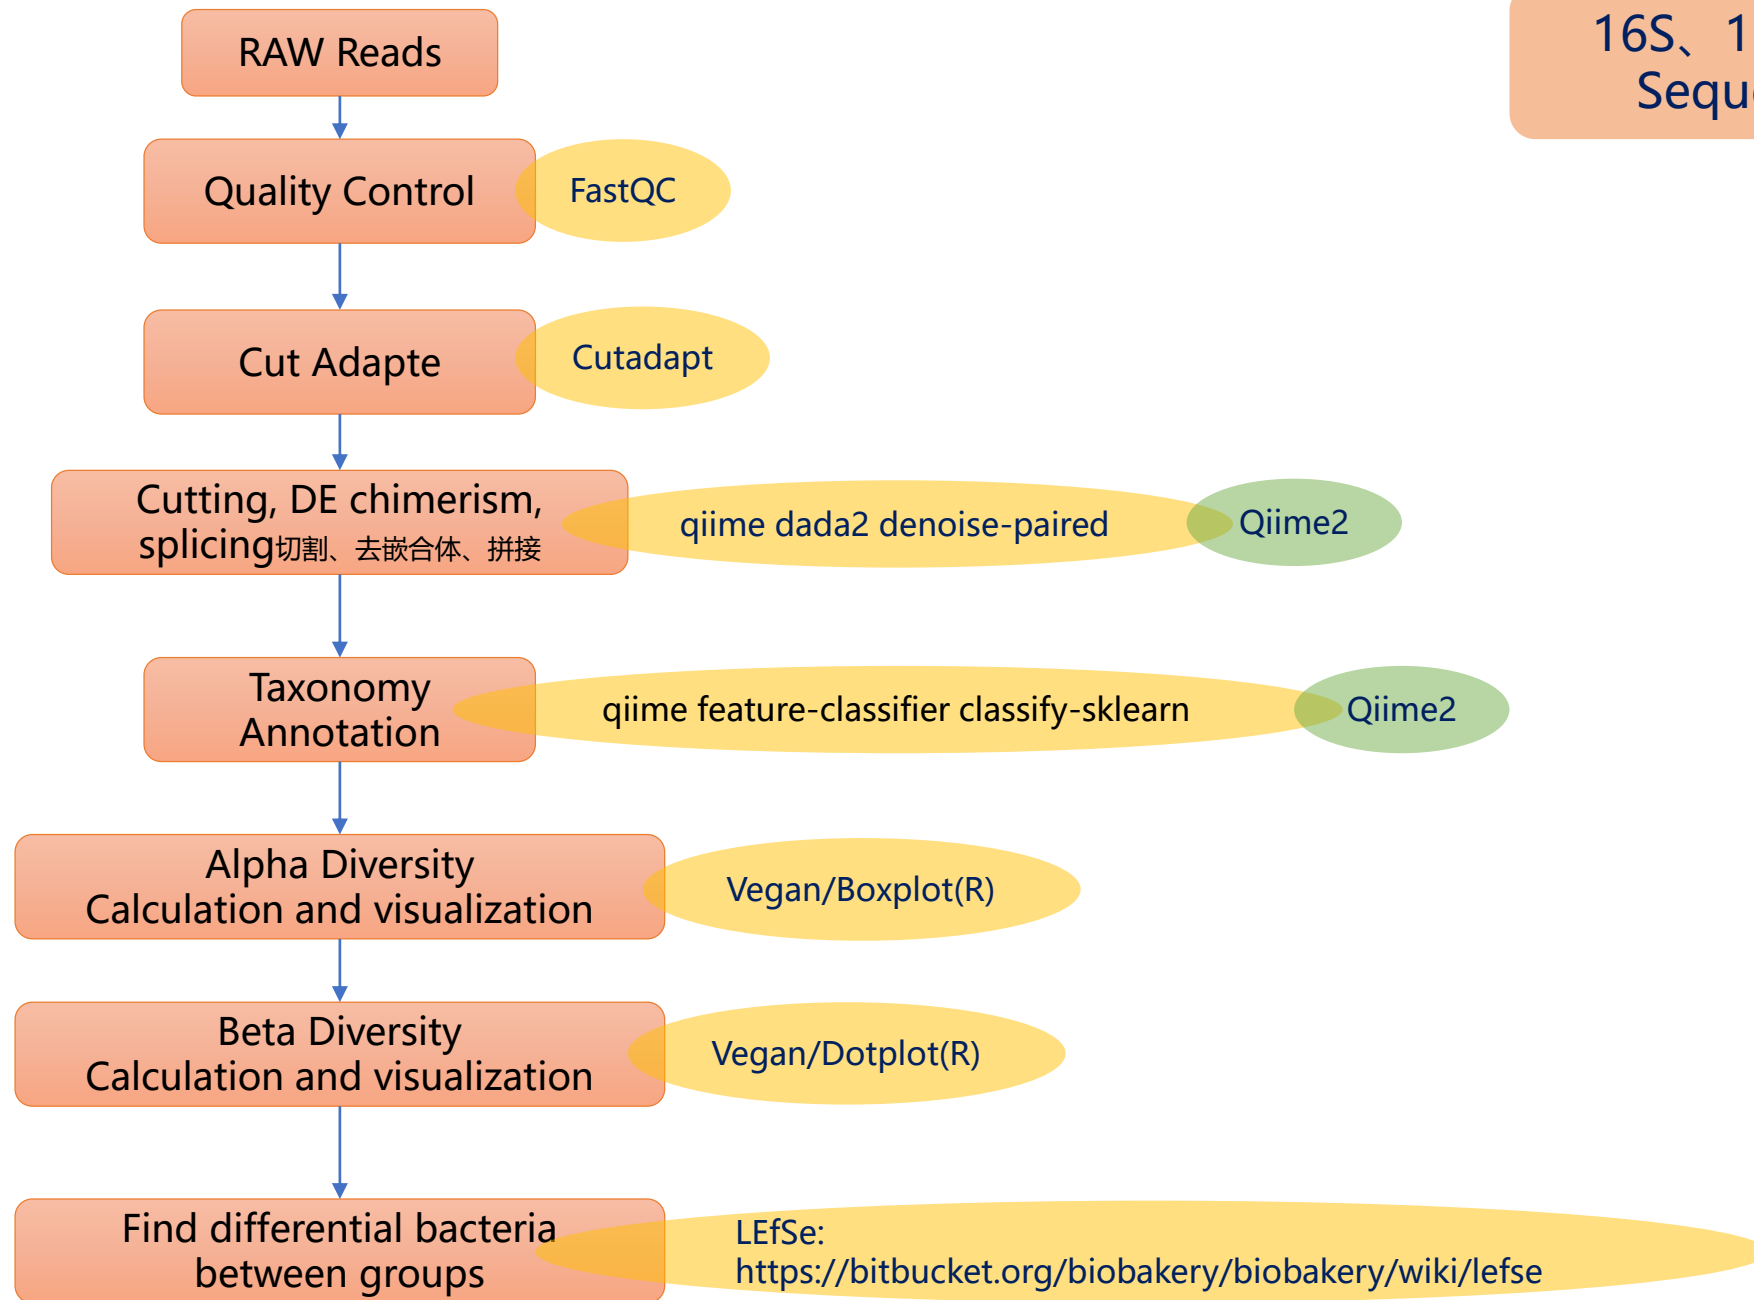 RAW Reads
16S、1
Sequ
Quality Control
FastQC
Cut Adapte
Cutadapt
Cutting, DE chimerism,
splicing切割、去嵌合体、拼接
qiime dada2 denoise-paired
Qiime2
Taxonomy
Annotation
qiime feature-classifier classify-sklearn
Qiime2
Alpha Diversity
Calculation and visualization
Vegan/Boxplot(R)
Beta Diversity
Calculation and visualization
Vegan/Dotplot(R)
Find differential bacteria
between groups
LEfSe:
https://bitbucket.org/biobakery/biobakery/wiki/lefse